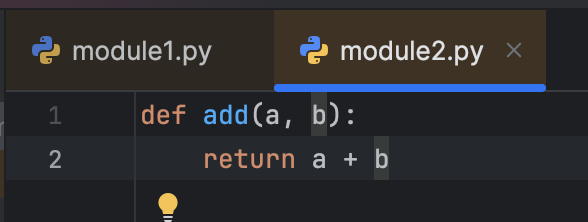 module1.py module2.py
1 def add(a, b):
2 return a + b